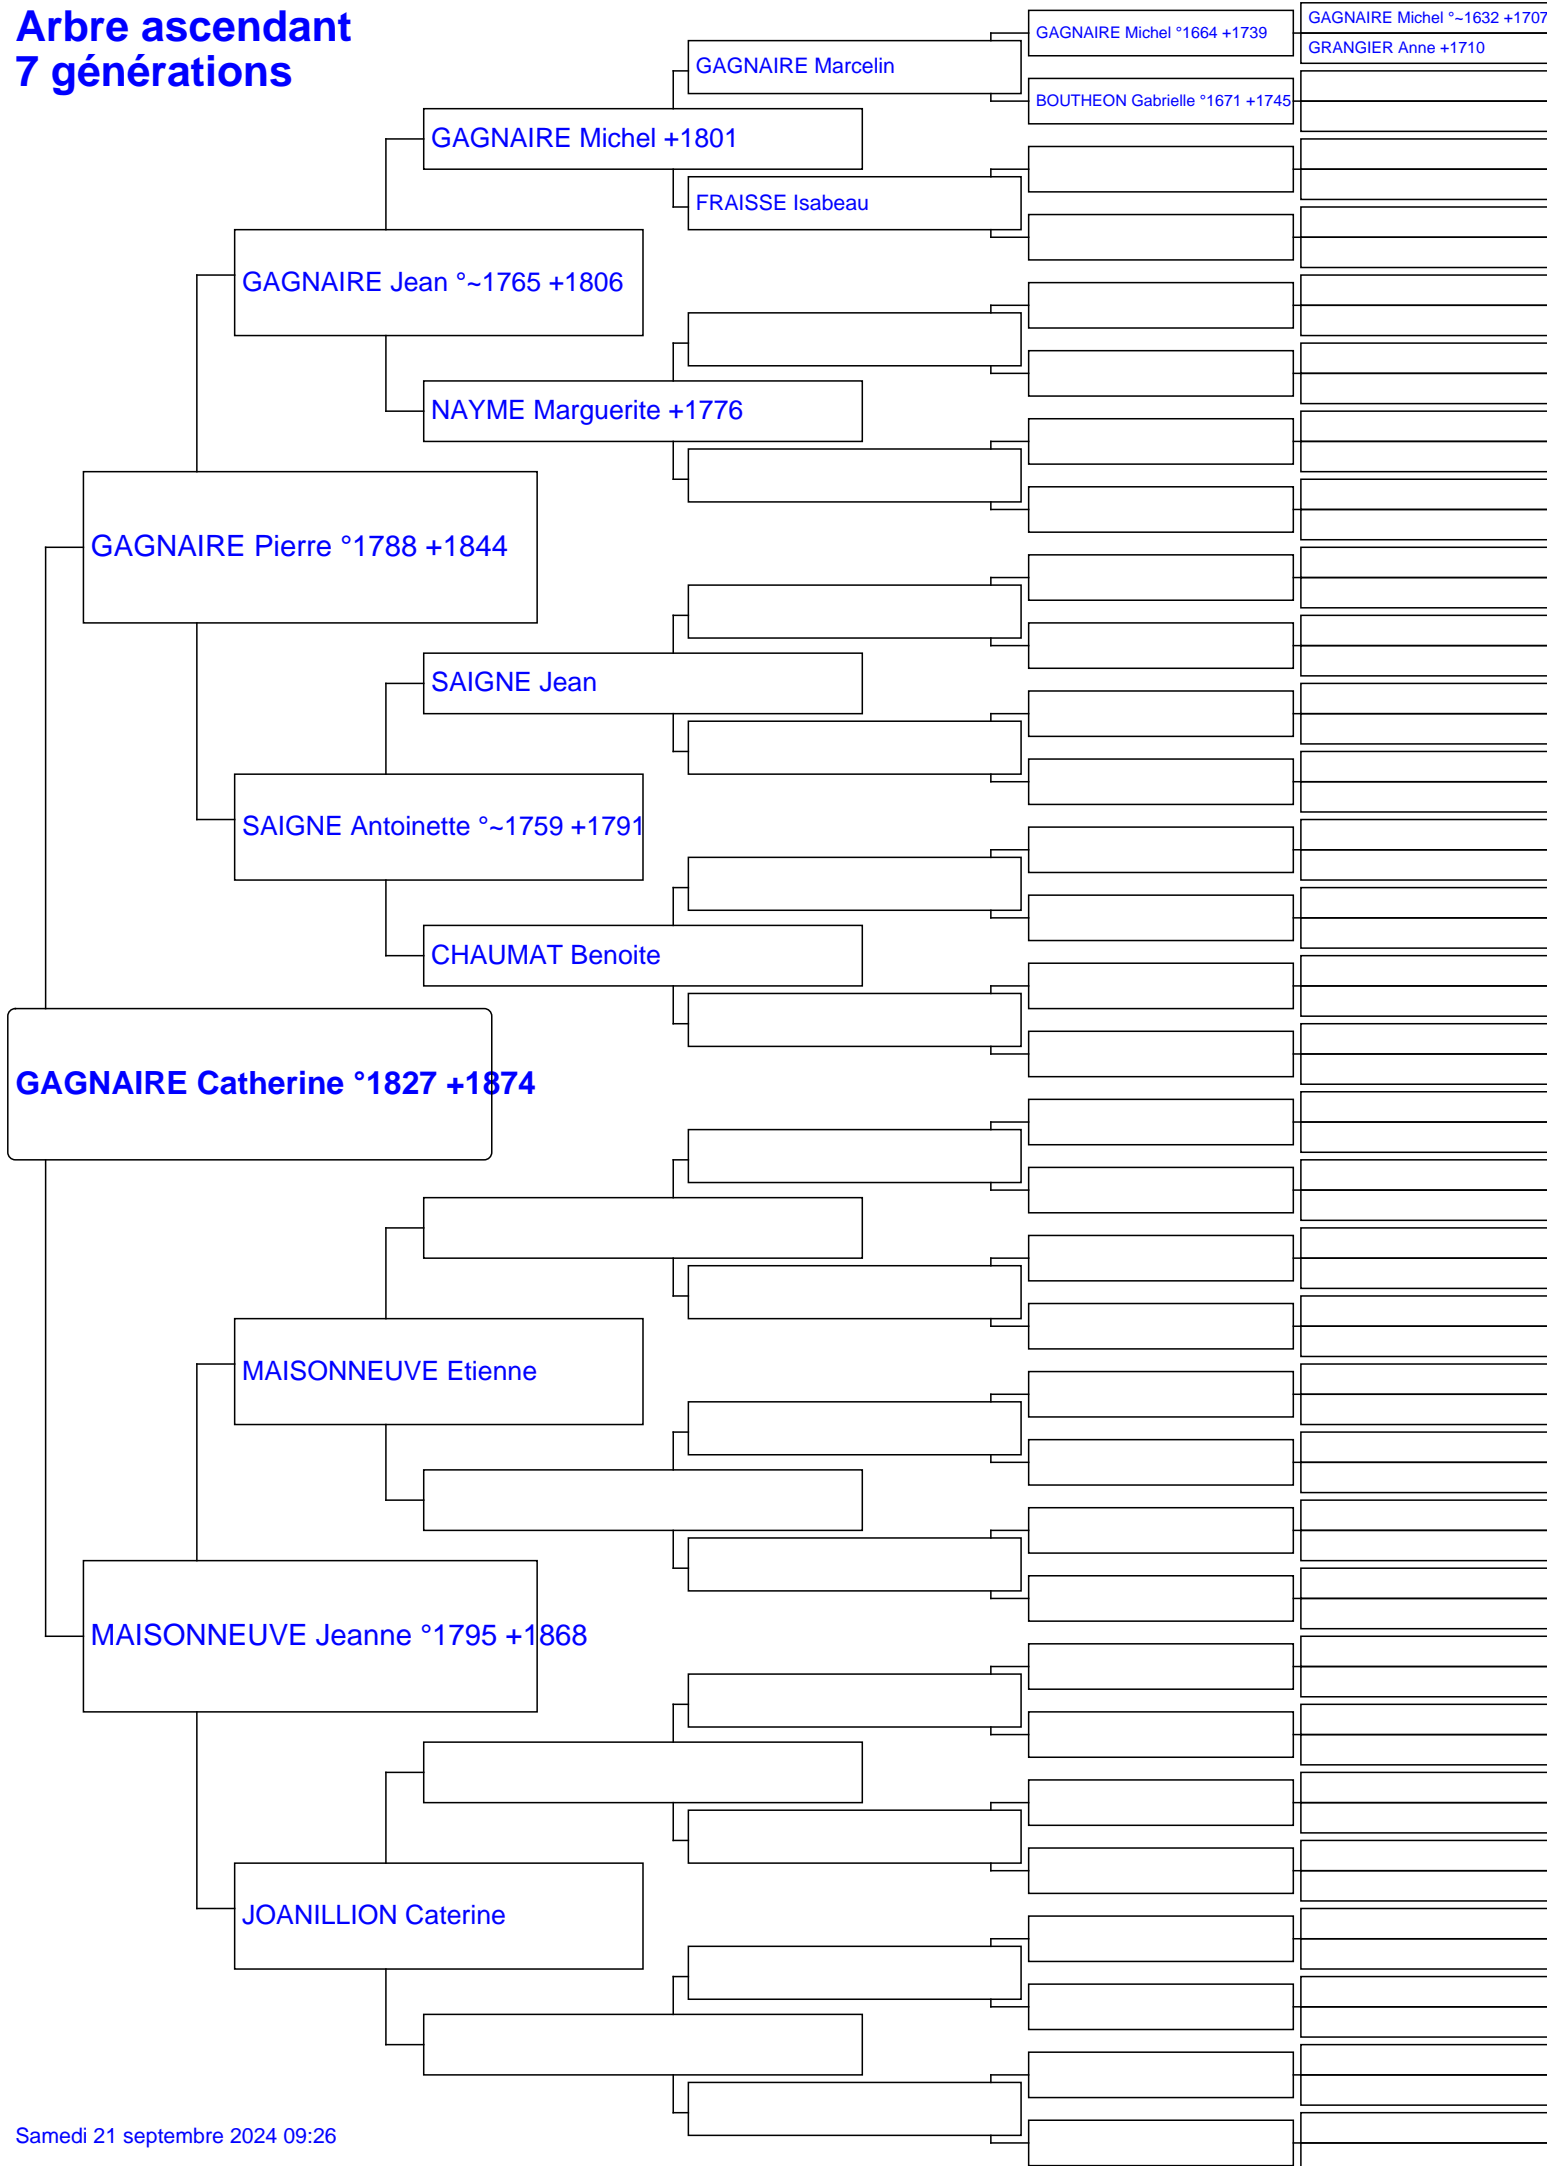 Arbre ascendant
7 générations
GAGNAIRE Michel °~1632 +1707
GAGNAIRE Michel °1664 +1739
GRANGIER Anne +1710
GAGNAIRE Marcelin
BOUTHEON Gabrielle °1671 +1745
GAGNAIRE Michel +1801
FRAISSE Isabeau
GAGNAIRE Jean °~1765 +1806
NAYME Marguerite +1776
GAGNAIRE Pierre °1788 +1844
SAIGNE Jean
SAIGNE Antoinette °~1759 +1791
CHAUMAT Benoite
GAGNAIRE Catherine °1827 +1874
MAISONNEUVE Etienne
MAISONNEUVE Jeanne °1795 +1868
JOANILLION Caterine
Samedi 21 septembre 2024 09:26